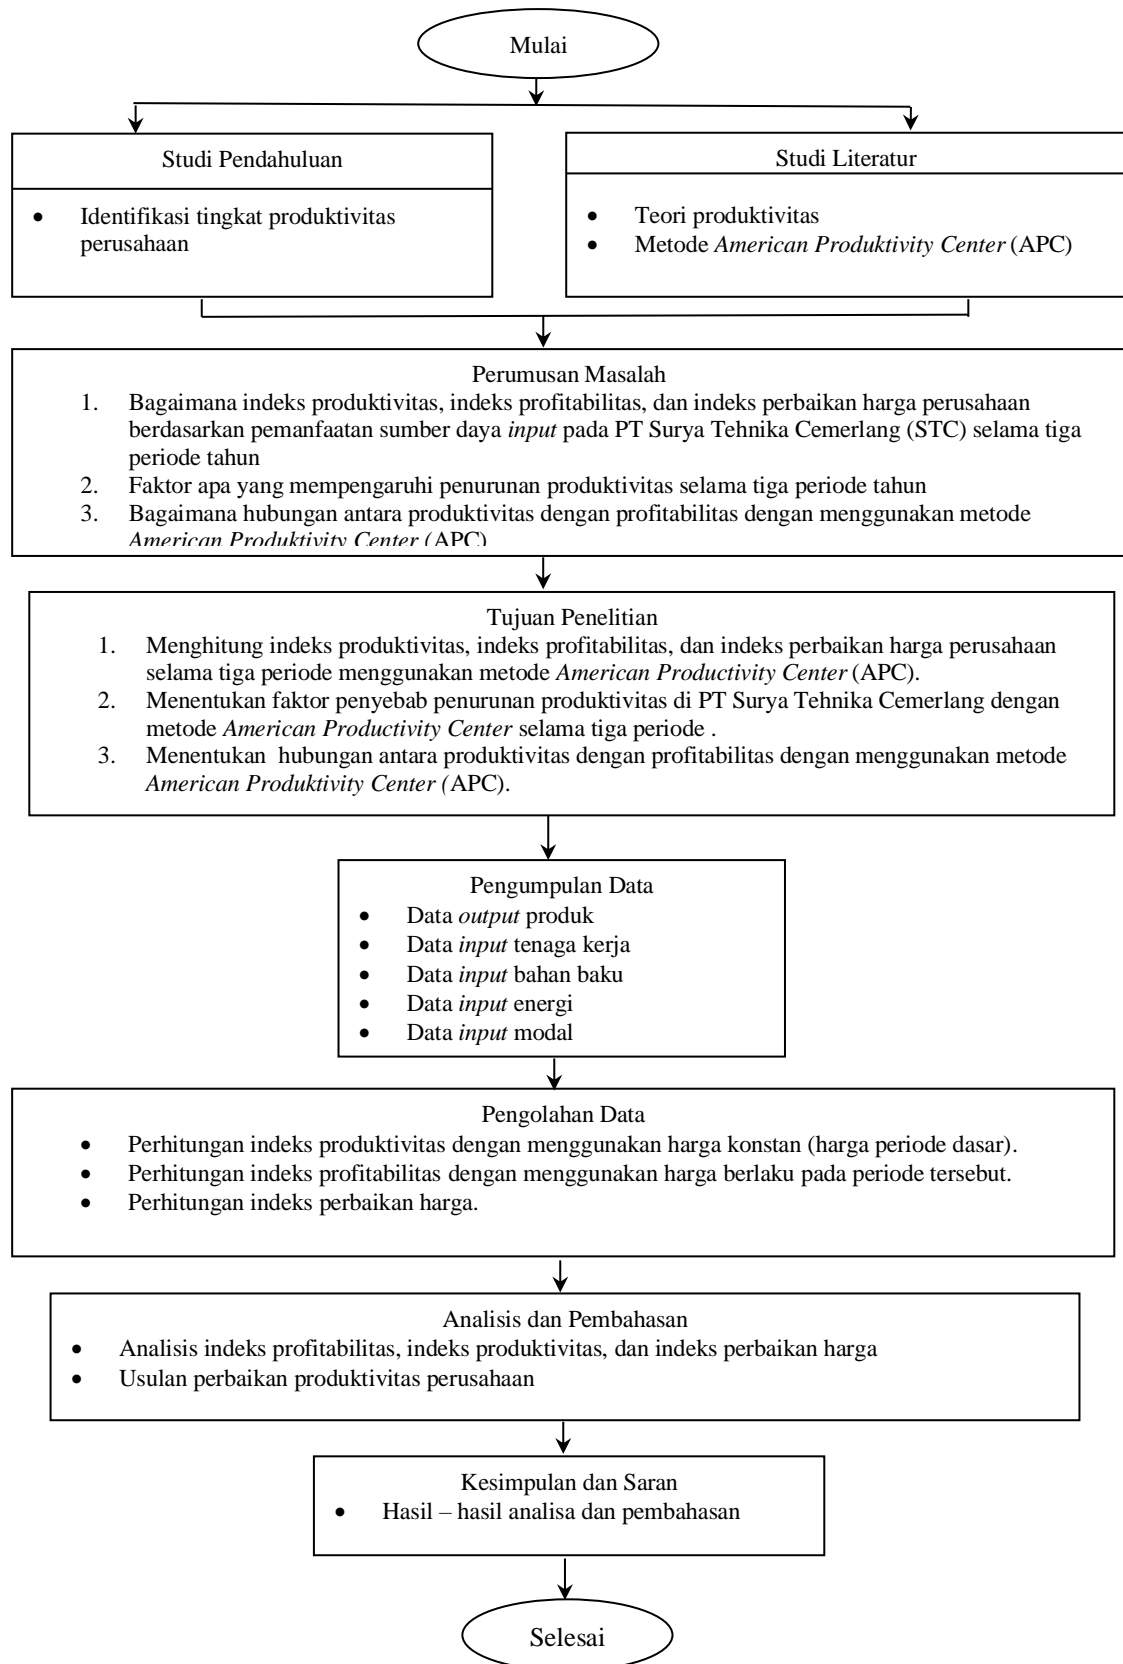 Mulai
Studi Pendahuluan
• Identifikasi tingkat produktivitas
perusahaan
Studi Literatur
• Teori produktivitas
• Metode American Produktivity Center (APC)
Perumusan Masalah
1. Bagaimana indeks produktivitas, indeks profitabilitas, dan indeks perbaikan harga perusahaan
berdasarkan pemanfaatan sumber daya input pada PT Surya Tehnika Cemerlang (STC) selama tiga
periode tahun
2. Faktor apa yang mempengaruhi penurunan produktivitas selama tiga periode tahun
3. Bagaimana hubungan antara produktivitas dengan profitabilitas dengan menggunakan metode
American Produktivity Center (APC)
Tujuan Penelitian
1. Menghitung indeks produktivitas, indeks profitabilitas, dan indeks perbaikan harga perusahaan
selama tiga periode menggunakan metode American Productivity Center (APC).
2. Menentukan faktor penyebab penurunan produktivitas di PT Surya Tehnika Cemerlang dengan
metode American Productivity Center selama tiga periode .
3. Menentukan hubungan antara produktivitas dengan profitabilitas dengan menggunakan metode
American Produktivity Center (APC).
Pengumpulan Data
• Data output produk
• Data input tenaga kerja
• Data input bahan baku
• Data input energi
• Data input modal
Pengolahan Data
• Perhitungan indeks produktivitas dengan menggunakan harga konstan (harga periode dasar).
• Perhitungan indeks profitabilitas dengan menggunakan harga berlaku pada periode tersebut.
• Perhitungan indeks perbaikan harga.
Analisis dan Pembahasan
• Analisis indeks profitabilitas, indeks produktivitas, dan indeks perbaikan harga
• Usulan perbaikan produktivitas perusahaan
Kesimpulan dan Saran
• Hasil – hasil analisa dan pembahasan
Selesai